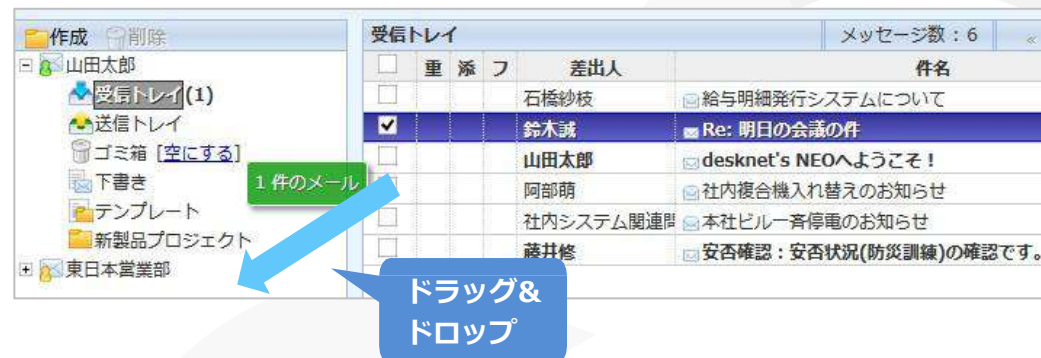 作成 削除
山田太郎
受信トレイ(1)
送信トレイ
ゴミ箱 [空にする]
下書き
テンプレート
新製品プロジェクト
東日本営業部
1 件のメール
受信トレイ メッセージ数：6 «
重 添 フ 差出人 件名
石橋紗枝 給与明細発行システムについて
鈴木誠 Re: 明日の会議の件
山田太郎 desknet's NEOへようこそ！
阿部萌 社内複合機入れ替えのお知らせ
社内システム関連 本社ビル一斉停電のお知らせ
藤井修 安否確認：安否状況(防災訓練)の確認です。
ドラッグ&
ドロップ